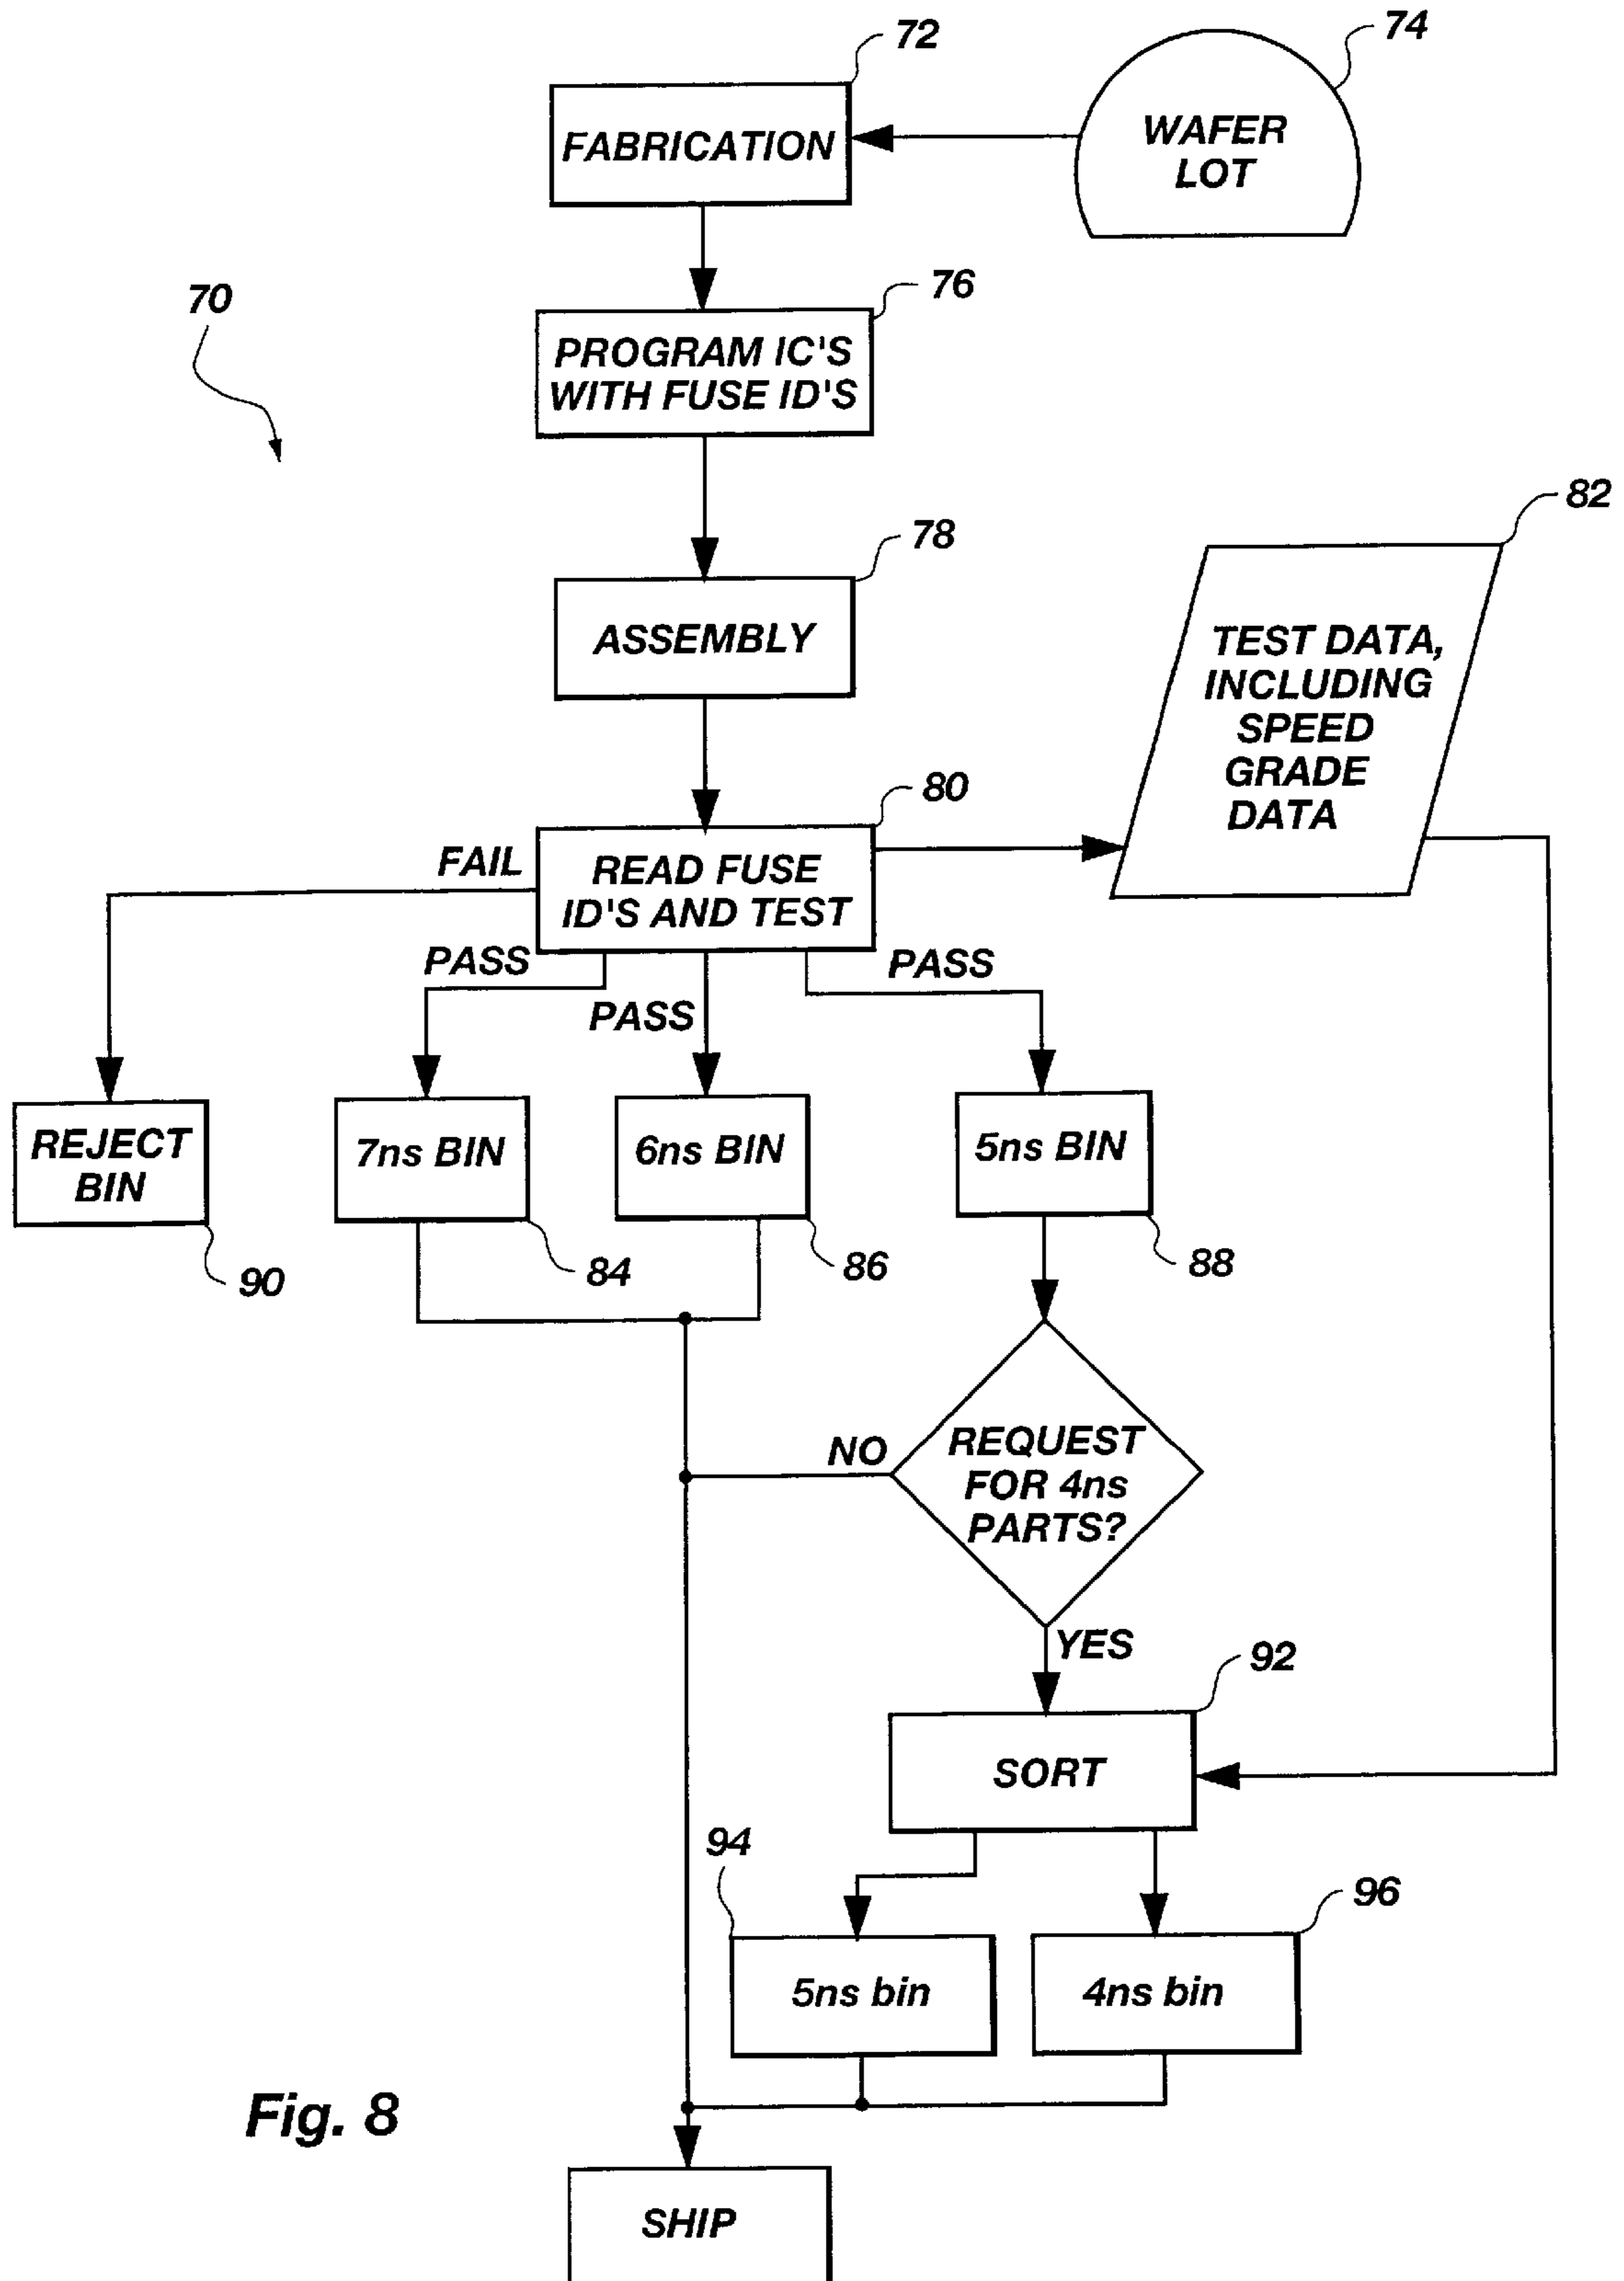 72
74
FABRICATION
WAFER
LOT
70
76
PROGRAM IC'S
WITH FUSE ID'S
78
82
ASSEMBLY
TEST DATA,
INCLUDING
SPEED
GRADE
DATA
80
FAIL
READ FUSE
ID'S AND TEST
PASS
PASS
PASS
REJECT
BIN
7ns BIN
6ns BIN
5ns BIN
90
84
86
88
NO
REQUEST
FOR 4ns
PARTS?
YES
92
SORT
94
96
5ns bin
4ns bin
Fig. 8
SHIP